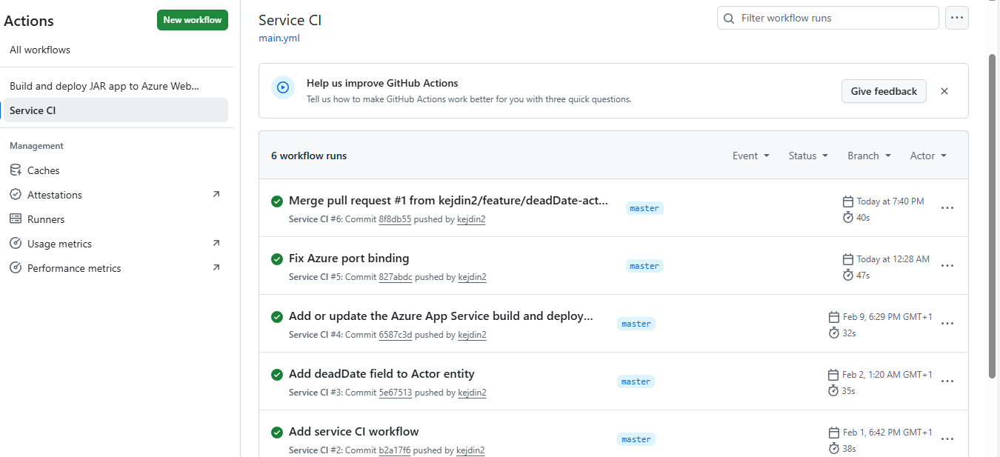 Actions
New workflow
All workflows
Build and deploy JAR app to Azure Web...
Service CI
Management
Caches
Attestations
Runners
Usage metrics
Performance metrics
Service CI
main.yml
Filter workflow runs
Help us improve GitHub Actions
Tell us how to make GitHub Actions work better for you with three quick questions.
Give feedback
6 workflow runs
Event
Status
Branch
Actor
Merge pull request #1 from kejdin2/feature/deadDate-act...
Service CI #6: Commit 8f8db55 pushed by kejdin2
master
Today at 7:40 PM
40s
Fix Azure port binding
Service CI #5: Commit 827abdc pushed by kejdin2
master
Today at 12:28 AM
47s
Add or update the Azure App Service build and deploy...
Service CI #4: Commit 6587c3d pushed by kejdin2
master
Feb 9, 6:29 PM GMT+1
32s
Add deadDate field to Actor entity
Service CI #3: Commit 5e67513 pushed by kejdin2
master
Feb 2, 1:20 AM GMT+1
35s
Add service CI workflow
Service CI #2: Commit b2a17f6 pushed by kejdin2
master
Feb 1, 6:42 PM GMT+1
38s